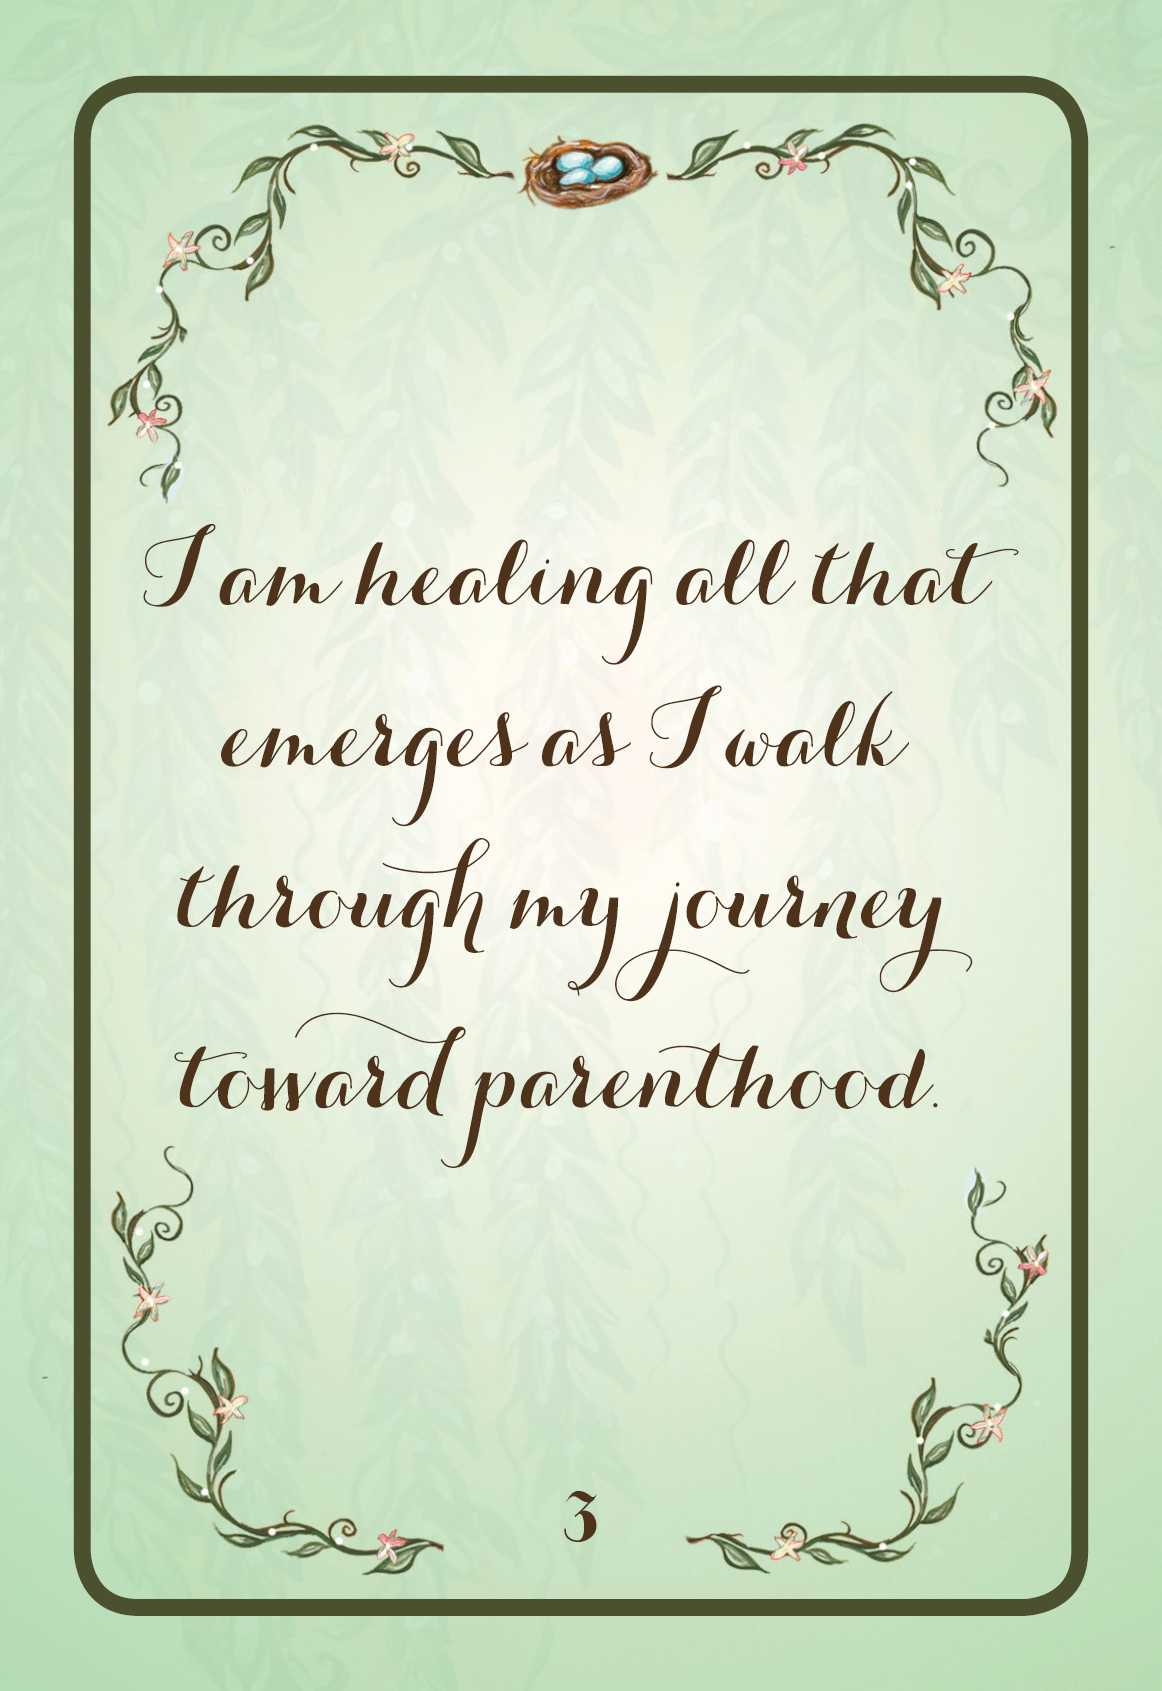 I am healing all that
emerges as I walk
through my journey
toward parenthood.
3